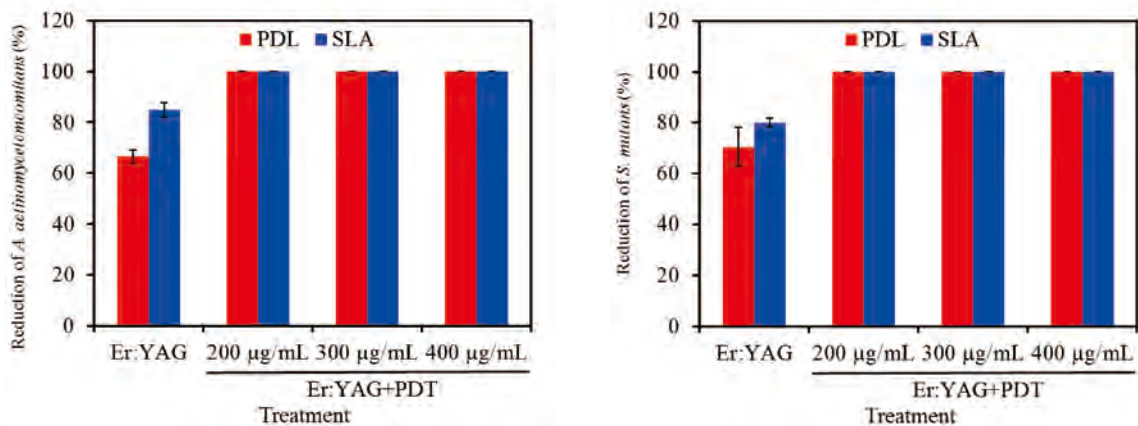 Reduction of A. aetinomycetomcomitans (%)
120
100
80
60
40
20
0
PDL SLA
Er:YAG 200 µg/mL 300 µg/mL 400 µg/mL
Er:YAG+PDT
Treatment
Reduction of S. mutans (%)
120
100
80
60
40
20
0
PDL SLA
Er:YAG 200 µg/mL 300 µg/mL 400 µg/mL
Er:YAG+PDT
Treatment